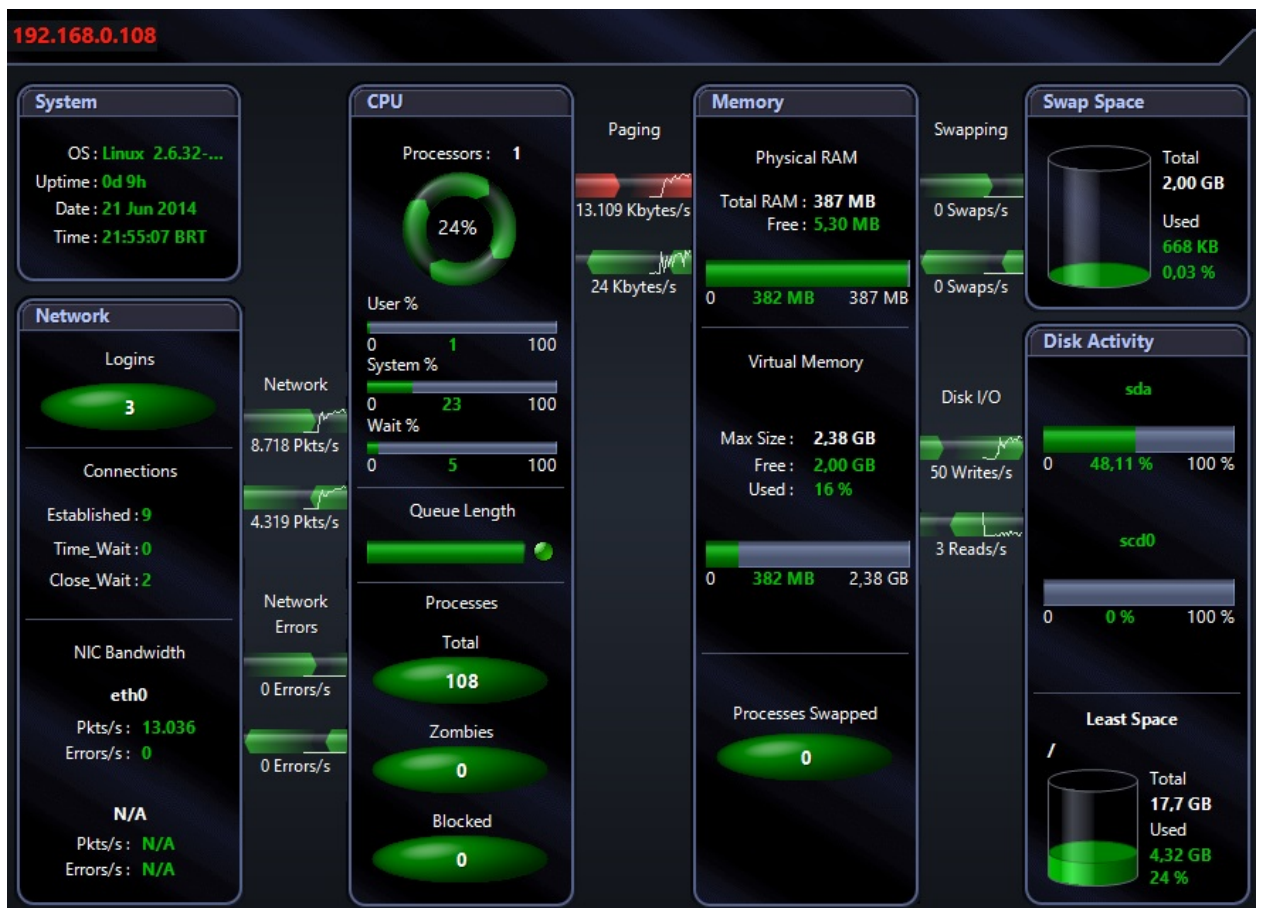 192.168.0.108
System
OS : Linux 2.6.32-...
Uptime : 0d 9h
Date : 21 Jun 2014
Time : 21:55:07 BRT
Network
Logins
3
Connections
Established : 9
Time_Wait : 0
Close_Wait : 2
NIC Bandwidth
eth0
Pkts/s : 13.036
Errors/s : 0
N/A
Pkts/s : N/A
Errors/s : N/A
Network
8.718 Pkts/s
4.319 Pkts/s
Network
Errors
0 Errors/s
0 Errors/s
CPU
Processors : 1
24%
User %
0 1 100
System %
0 23 100
Wait %
0 5 100
Queue Length
Processes
Total
108
Zombies
0
Blocked
0
Paging
13.109 Kbytes/s
24 Kbytes/s
Memory
Physical RAM
Total RAM : 387 MB
Free : 5,30 MB
0 382 MB 387 MB
Virtual Memory
Max Size : 2,38 GB
Free : 2,00 GB
Used : 16 %
0 382 MB 2,38 GB
Processes Swapped
0
Swapping
0 Swaps/s
0 Swaps/s
Disk I/O
50 Writes/s
3 Reads/s
Swap Space
Total
2,00 GB
Used
668 KB
0,03 %
Disk Activity
sda
0 48,11 % 100 %
scd0
0 0 % 100 %
Least Space
/
Total
17,7 GB
Used
4,32 GB
24 %